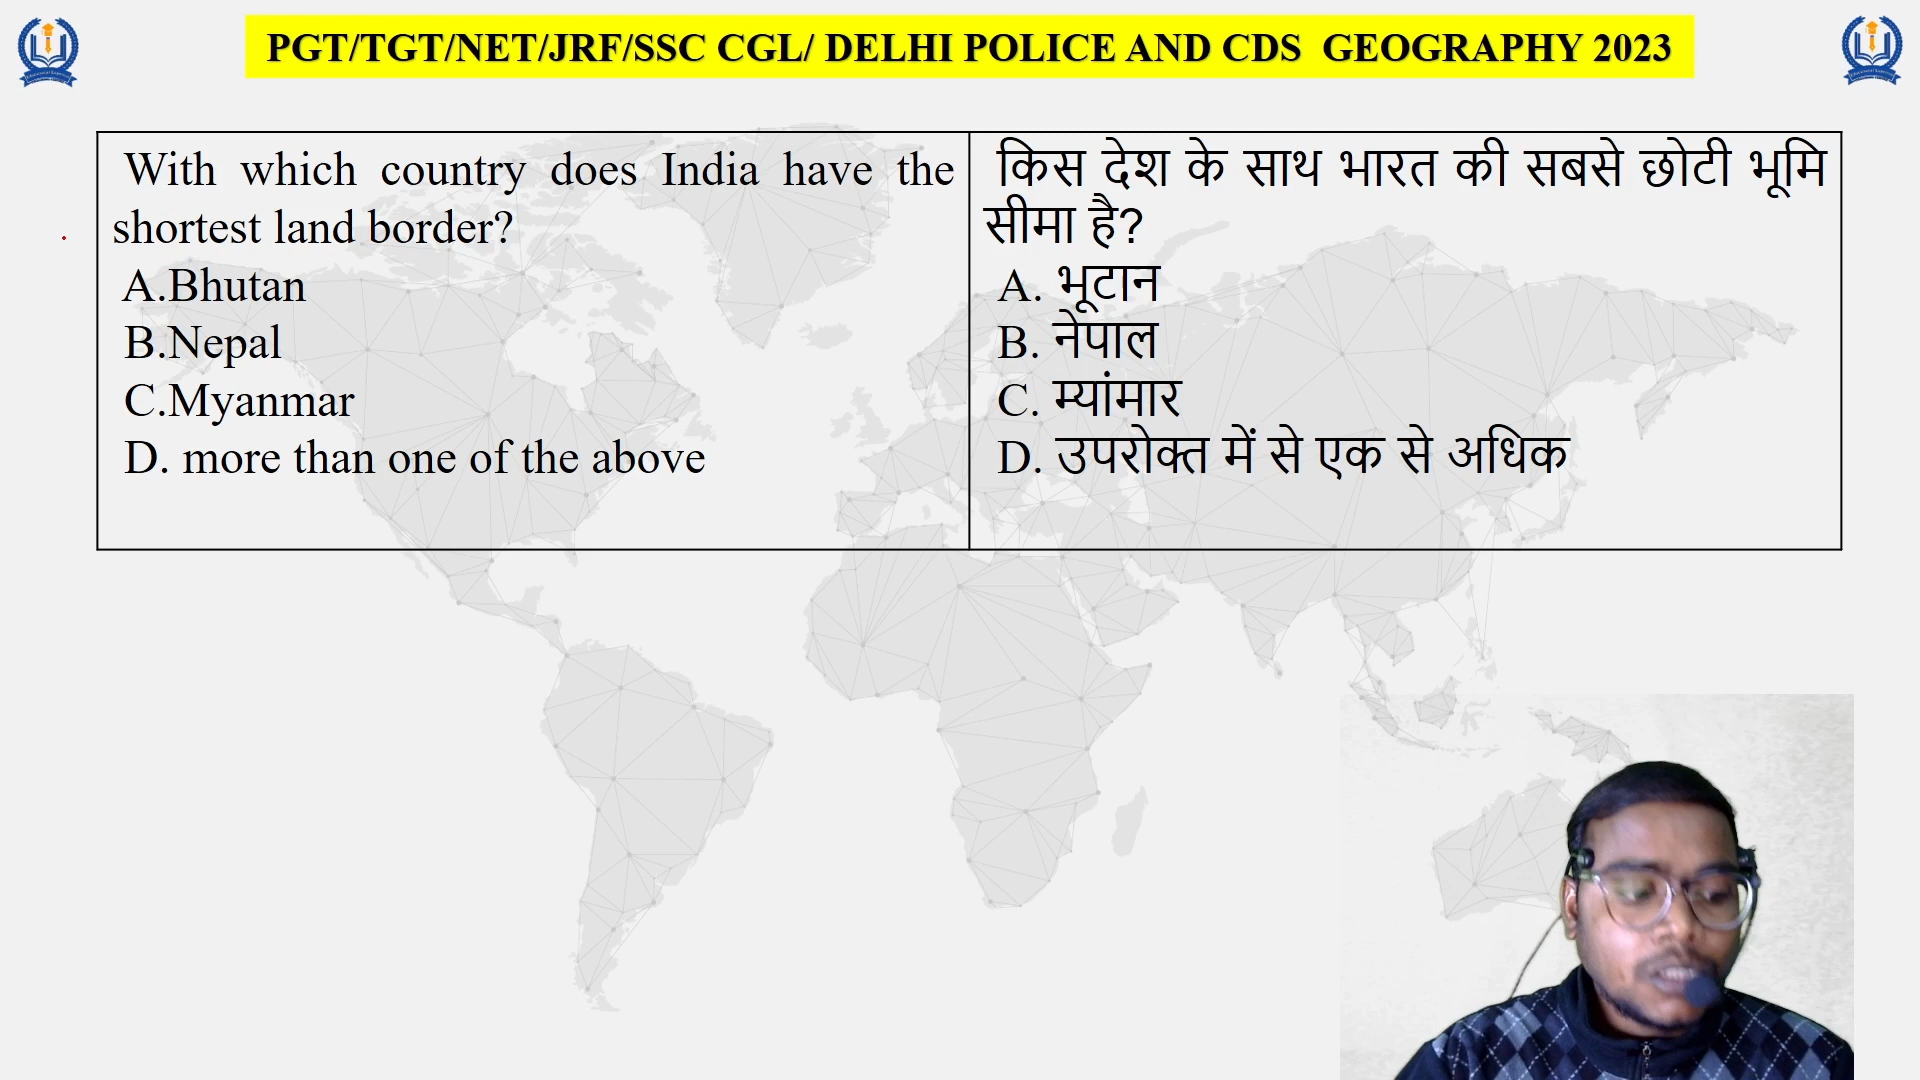 PGT/TGT/NET/JRF/SSC CGL/ DELHI POLICE AND CDS GEOGRAPHY 2023
With which country does India have the
shortest land border?
A.Bhutan
B.Nepal
C.Myanmar
D. more than one of the above
किस देश के साथ भारत की सबसे छोटी भूमि
सीमा है?
A. भूटान
B. नेपाल
C. म्यांमार
D. उपरोक्त में से एक से अधिक